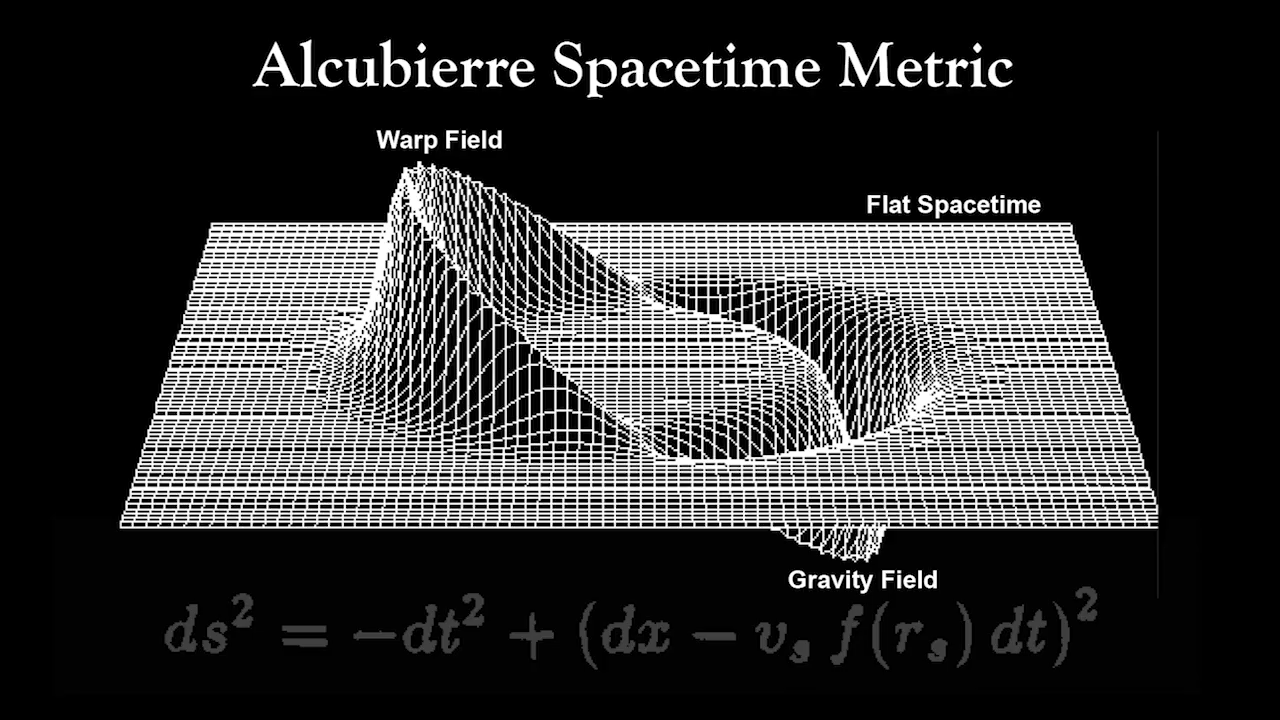 Alcubierre Spacetime Metric
Warp Field
Flat Spacetime
Gravity Field
ds² = −dt² + (dx − vₛ f(rₛ) dt)²